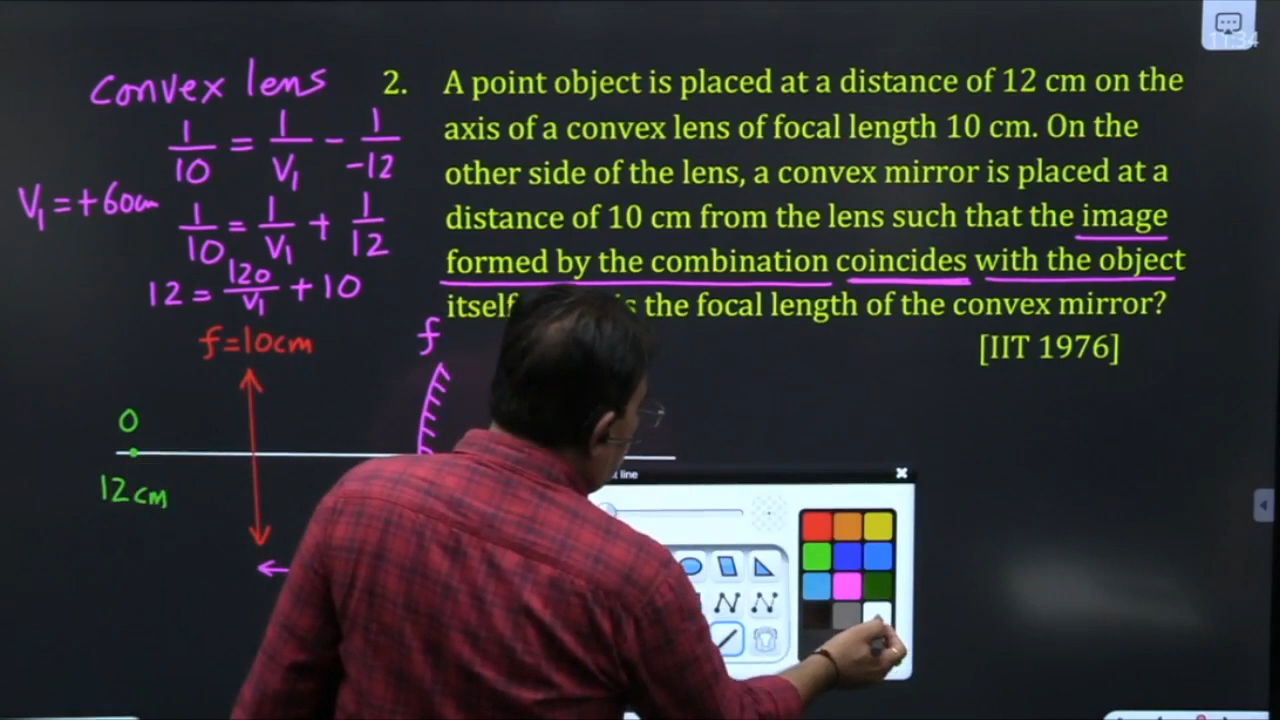 11:34
convex lens
1/10 = 1/V₁ - 1/-12
V₁ = +60cm
1/10 = 1/V₁ + 1/12
12 = 120/V₁ + 10
2. A point object is placed at a distance of 12 cm on the
axis of a convex lens of focal length 10 cm. On the
other side of the lens, a convex mirror is placed at a
distance of 10 cm from the lens such that the image
formed by the combination coincides with the object
itself the focal length of the convex mirror?
[IIT 1976]
f=10cm
f
O
12cm
line